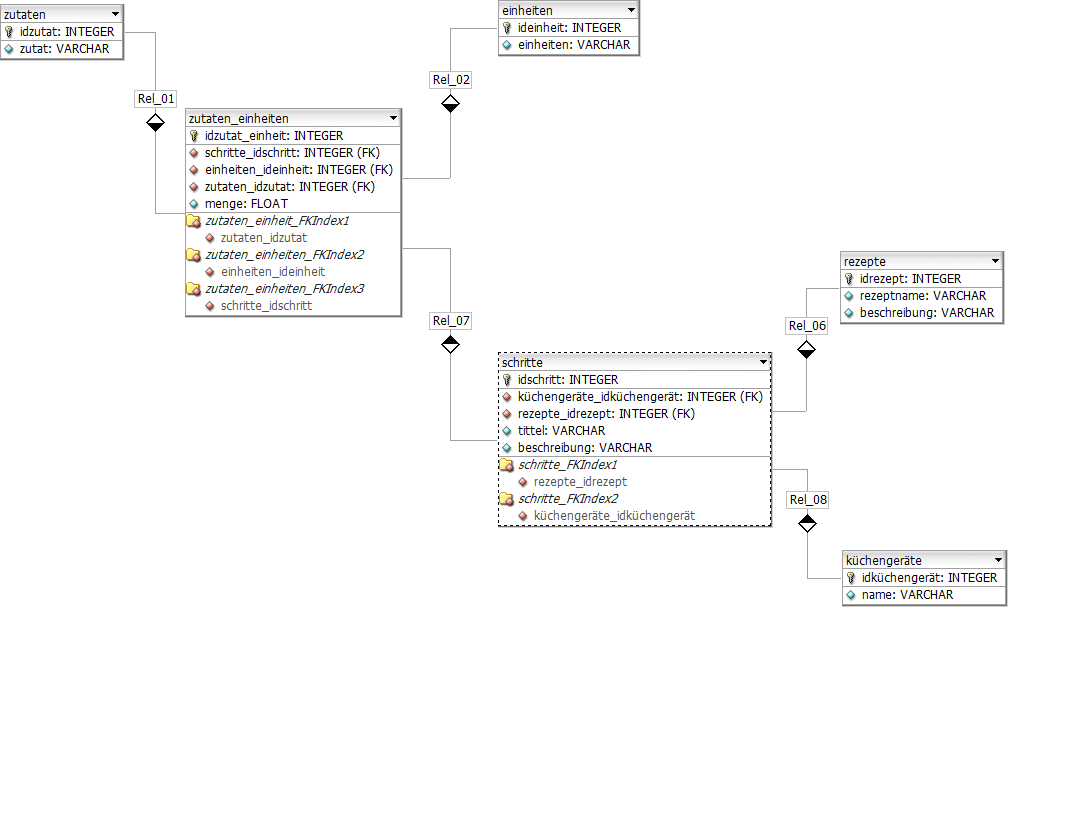 zutaten
idzutat: INTEGER
zutat: VARCHAR
einheiten
ideinheit: INTEGER
einheiten: VARCHAR
Rel_01
Rel_02
zutaten_einheiten
idzutat_einheit: INTEGER
schritte_idschritt: INTEGER (FK)
einheiten_ideinheit: INTEGER (FK)
zutaten_idzutat: INTEGER (FK)
menge: FLOAT
zutaten_einheit_FKIndex1
zutaten_idzutat
zutaten_einheiten_FKIndex2
einheiten_ideinheit
zutaten_einheiten_FKIndex3
schritte_idschritt
Rel_07
rezepte
idrezept: INTEGER
rezeptname: VARCHAR
beschreibung: VARCHAR
Rel_06
schritte
idschritt: INTEGER
küchengeräte_idküchengerät: INTEGER (FK)
rezepte_idrezept: INTEGER (FK)
tittel: VARCHAR
beschreibung: VARCHAR
schritte_FKIndex1
rezepte_idrezept
schritte_FKIndex2
küchengeräte_idküchengerät
Rel_08
küchengeräte
idküchengerät: INTEGER
name: VARCHAR